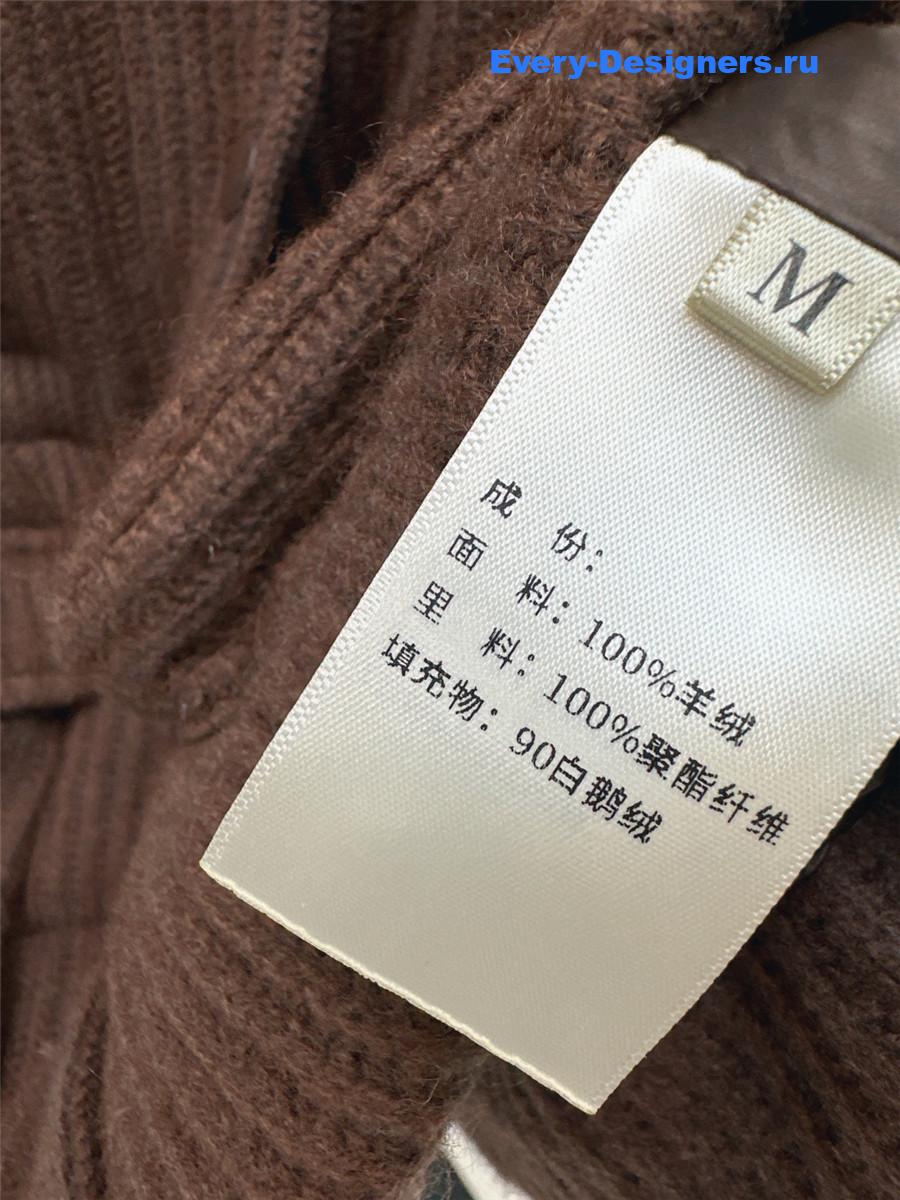 Every-Designers.ru
M
成 份：
面 料：100%羊绒
里 料：100%聚酯纤维
填充物：90白鹅绒